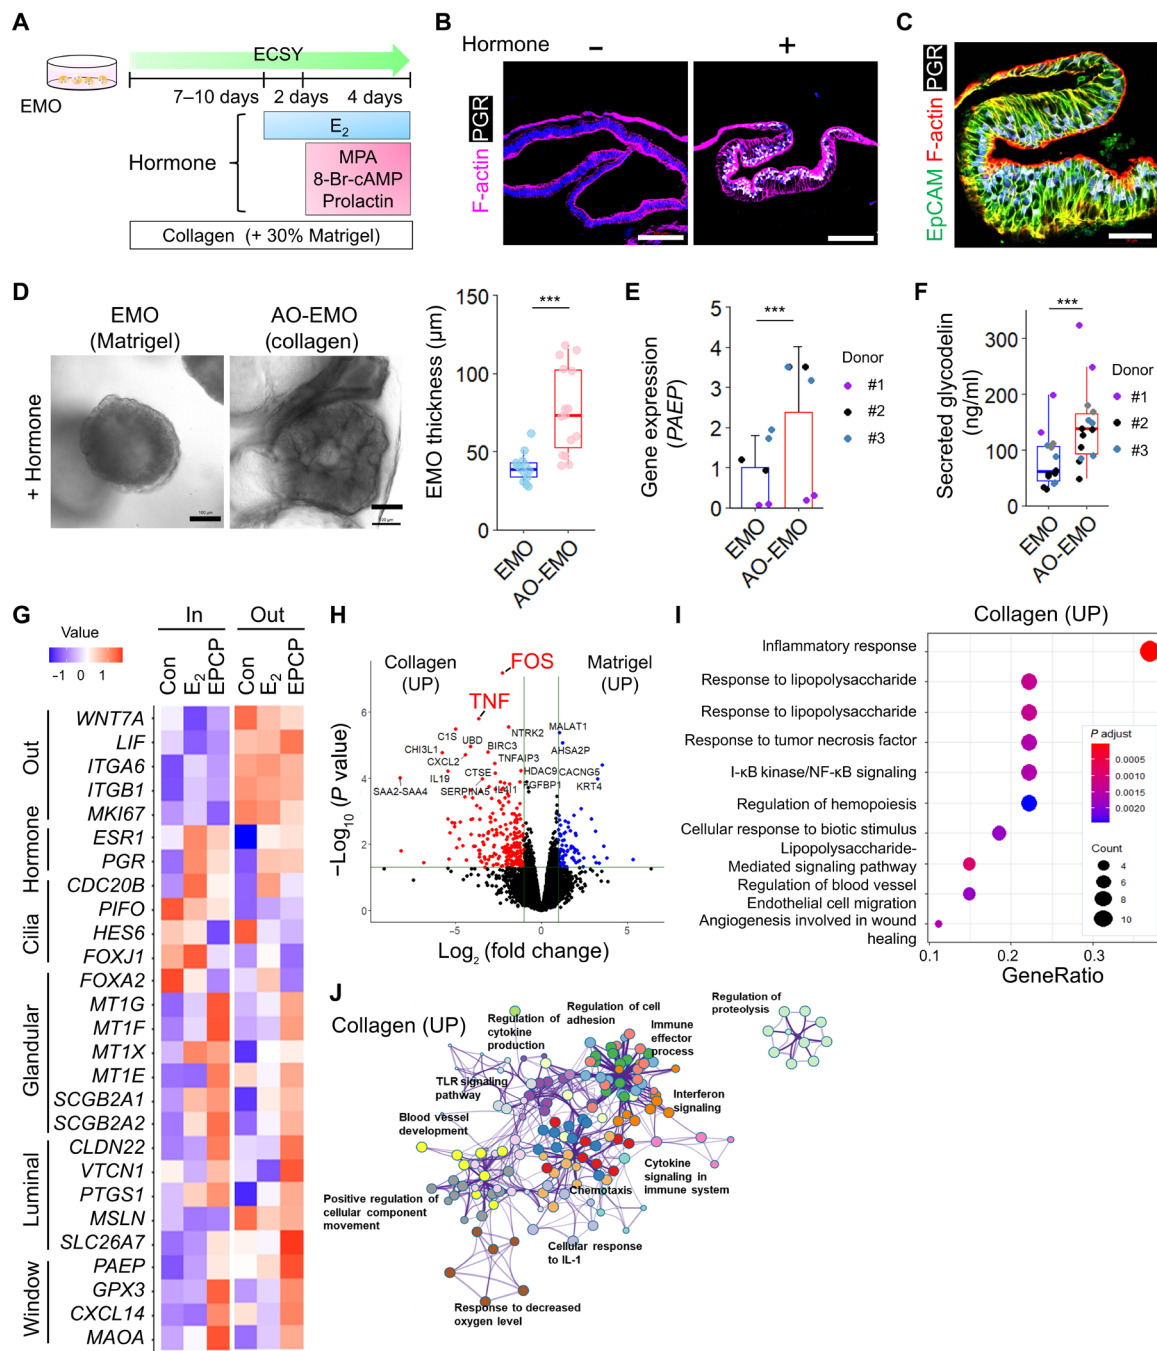 A
ECSY
EMO
7–10 days
2 days
4 days
Hormone
E2
MPA
8-Br-cAMP
Prolactin
Collagen (+ 30% Matrigel)
B
Hormone
–
+
F-actin PGR
C
EpCAM F-actin PGR
D
EMO
(Matrigel)
AO-EMO
(collagen)
+ Hormone
100 µm
EMO thickness (µm)
150
100
50
0
***
EMO
AO-EMO
E
Gene expression
(PAEP)
5
4
3
2
1
0
***
EMO
AO-EMO
Donor
#1
#2
#3
F
Secreted glycodelin
(ng/ml)
300
200
100
0
***
EMO
AO-EMO
Donor
#1
#2
#3
G
Value
−1 0 1
In
Out
Con
E2
EPCP
Con
E2
EPCP
Out
WNT7A
LIF
ITGA6
ITGB1
MKI67
Hormone
ESR1
PGR
Cilia
CDC20B
PIFO
HES6
FOXJ1
Glandular
FOXA2
MT1G
MT1F
MT1X
MT1E
SCGB2A1
SCGB2A2
Luminal
CLDN22
VTCN1
PTGS1
MSLN
SLC26A7
Window
PAEP
GPX3
CXCL14
MAOA
H
Collagen
(UP)
Matrigel
(UP)
FOS
TNF
C1S
UBD
NTRK2
MALAT1
CHI3L1
BIRC3
AHSA2P
CXCL2
TNFAIP3
IL19
CTSE
HDAC9
CACNG5
SAA2-SAA4
SERPINA5
IL4I1
IGFBP1
KRT4
−Log10 (P value)
6
4
2
0
−5
0
5
Log2 (fold change)
I
Collagen (UP)
Inflammatory response
Response to lipopolysaccharide
Response to lipopolysaccharide
Response to tumor necrosis factor
I-κB kinase/NF-κB signaling
Regulation of hemopoiesis
Cellular response to biotic stimulus
Lipopolysaccharide-
Mediated signaling pathway
Regulation of blood vessel
Endothelial cell migration
Angiogenesis involved in wound
healing
P adjust
0.0005
0.0010
0.0015
0.0020
Count
4
6
8
10
0.1
0.2
0.3
GeneRatio
J
Collagen (UP)
Regulation of
cytokine
production
Regulation of cell
adhesion
Immune
effector
process
Regulation of
proteolysis
TLR signaling
pathway
Interferon
signaling
Blood vessel
development
Cytokine
signaling in
immune system
Chemotaxis
Positive regulation of
cellular component
movement
Cellular response
to IL-1
Response to decreased
oxygen level